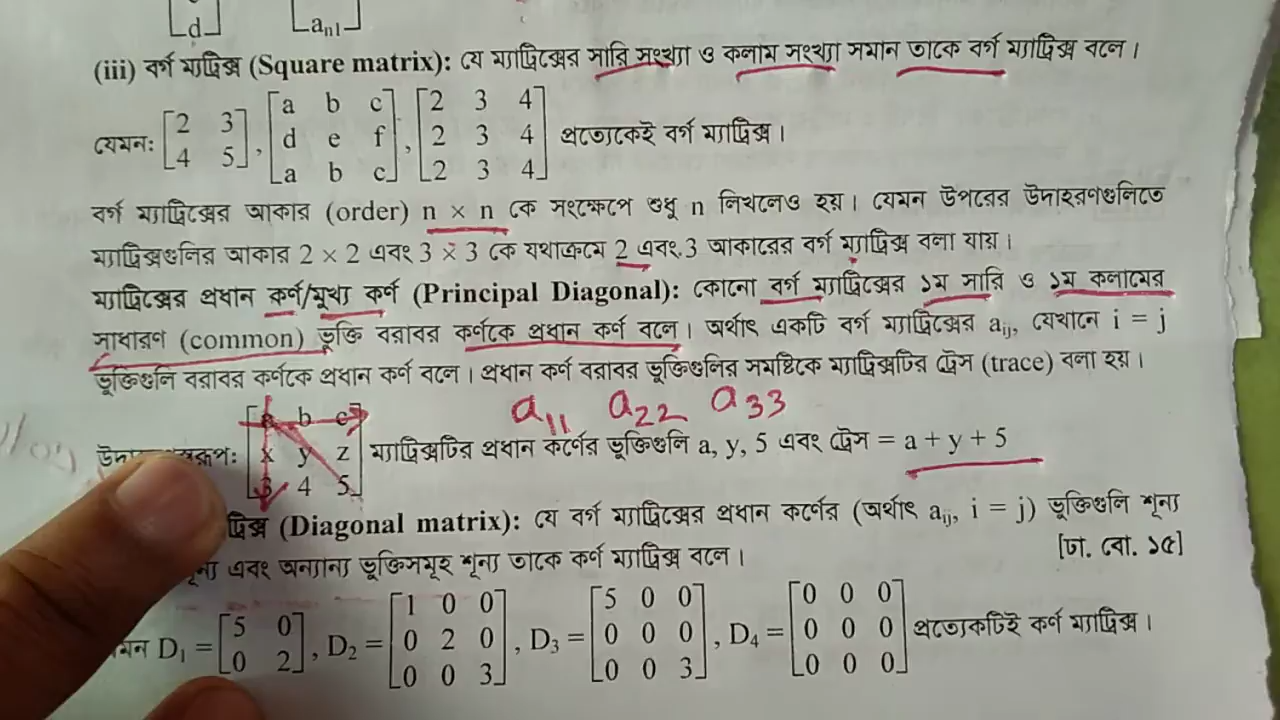 d a n1
(iii) বর্গ ম্যাট্রিক্স (Square matrix): যে ম্যাট্রিক্সের সারি সংখ্যা ও কলাম সংখ্যা সমান তাকে বর্গ ম্যাট্রিক্স বলে।
যেমন: [2 3; 4 5], [a b c; d e f; a b c], [2 3 4; 2 3 4; 2 3 4] প্রত্যেকেই বর্গ ম্যাট্রিক্স।
বর্গ ম্যাট্রিক্সের আকার (order) n × n কে সংক্ষেপে শুধু n লিখলেও হয়। যেমন উপরের উদাহরণগুলিতে
ম্যাট্রিক্সগুলির আকার 2 × 2 এবং 3 × 3 কে যথাক্রমে 2 এবং 3 আকারের বর্গ ম্যাট্রিক্স বলা যায়।
ম্যাট্রিক্সের প্রধান কর্ণ/মুখ্য কর্ণ (Principal Diagonal): কোনো বর্গ ম্যাট্রিক্সের ১ম সারি ও ১ম কলামের
সাধারণ (common) ভুক্তি বরাবর কর্ণকে প্রধান কর্ণ বলে। অর্থাৎ একটি বর্গ ম্যাট্রিক্সের aij, যেখানে i = j
ভুক্তিগুলি বরাবর কর্ণকে প্রধান কর্ণ বলে। প্রধান কর্ণ বরাবর ভুক্তিগুলির সমষ্টিকে ম্যাট্রিক্সটির ট্রেস (trace) বলা হয়।
a11 a22 a33
[a b c; x y z; 3 4 5] ম্যাট্রিক্সটির প্রধান কর্ণের ভুক্তিগুলি a, y, 5 এবং ট্রেস = a + y + 5
(Diagonal matrix): যে বর্গ ম্যাট্রিক্সের প্রধান কর্ণের (অর্থাৎ aij, i = j) ভুক্তিগুলি শূন্য
এবং অন্যান্য ভুক্তিসমূহ শূন্য তাকে কর্ণ ম্যাট্রিক্স বলে। [ঢা. বো. ১৫]
D1 = [5 0; 0 2], D2 = [1 0 0; 0 2 0; 0 0 3], D3 = [5 0 0; 0 0 0; 0 0 3], D4 = [0 0 0; 0 0 0; 0 0 0] প্রত্যেকটিই কর্ণ ম্যাট্রিক্স।